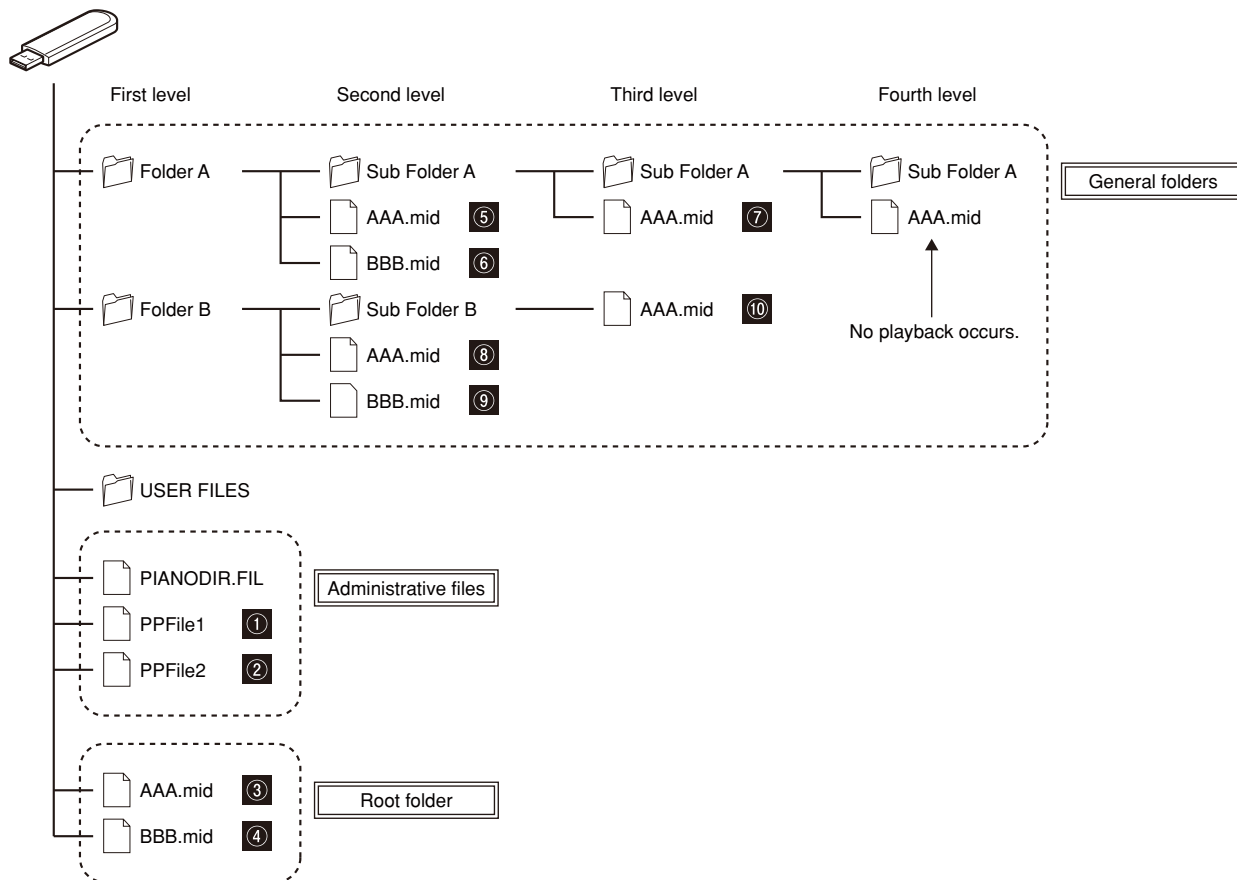 First level Second level Third level Fourth level
Folder A Sub Folder A Sub Folder A Sub Folder A
General folders
AAA.mid ⑤ AAA.mid ⑦ AAA.mid
BBB.mid ⑥
Folder B Sub Folder B AAA.mid ⑩
No playback occurs.
AAA.mid ⑧
BBB.mid ⑨
USER FILES
PIANODIR.FIL
Administrative files
PPFile1 ①
PPFile2 ②
AAA.mid ③
Root folder
BBB.mid ④